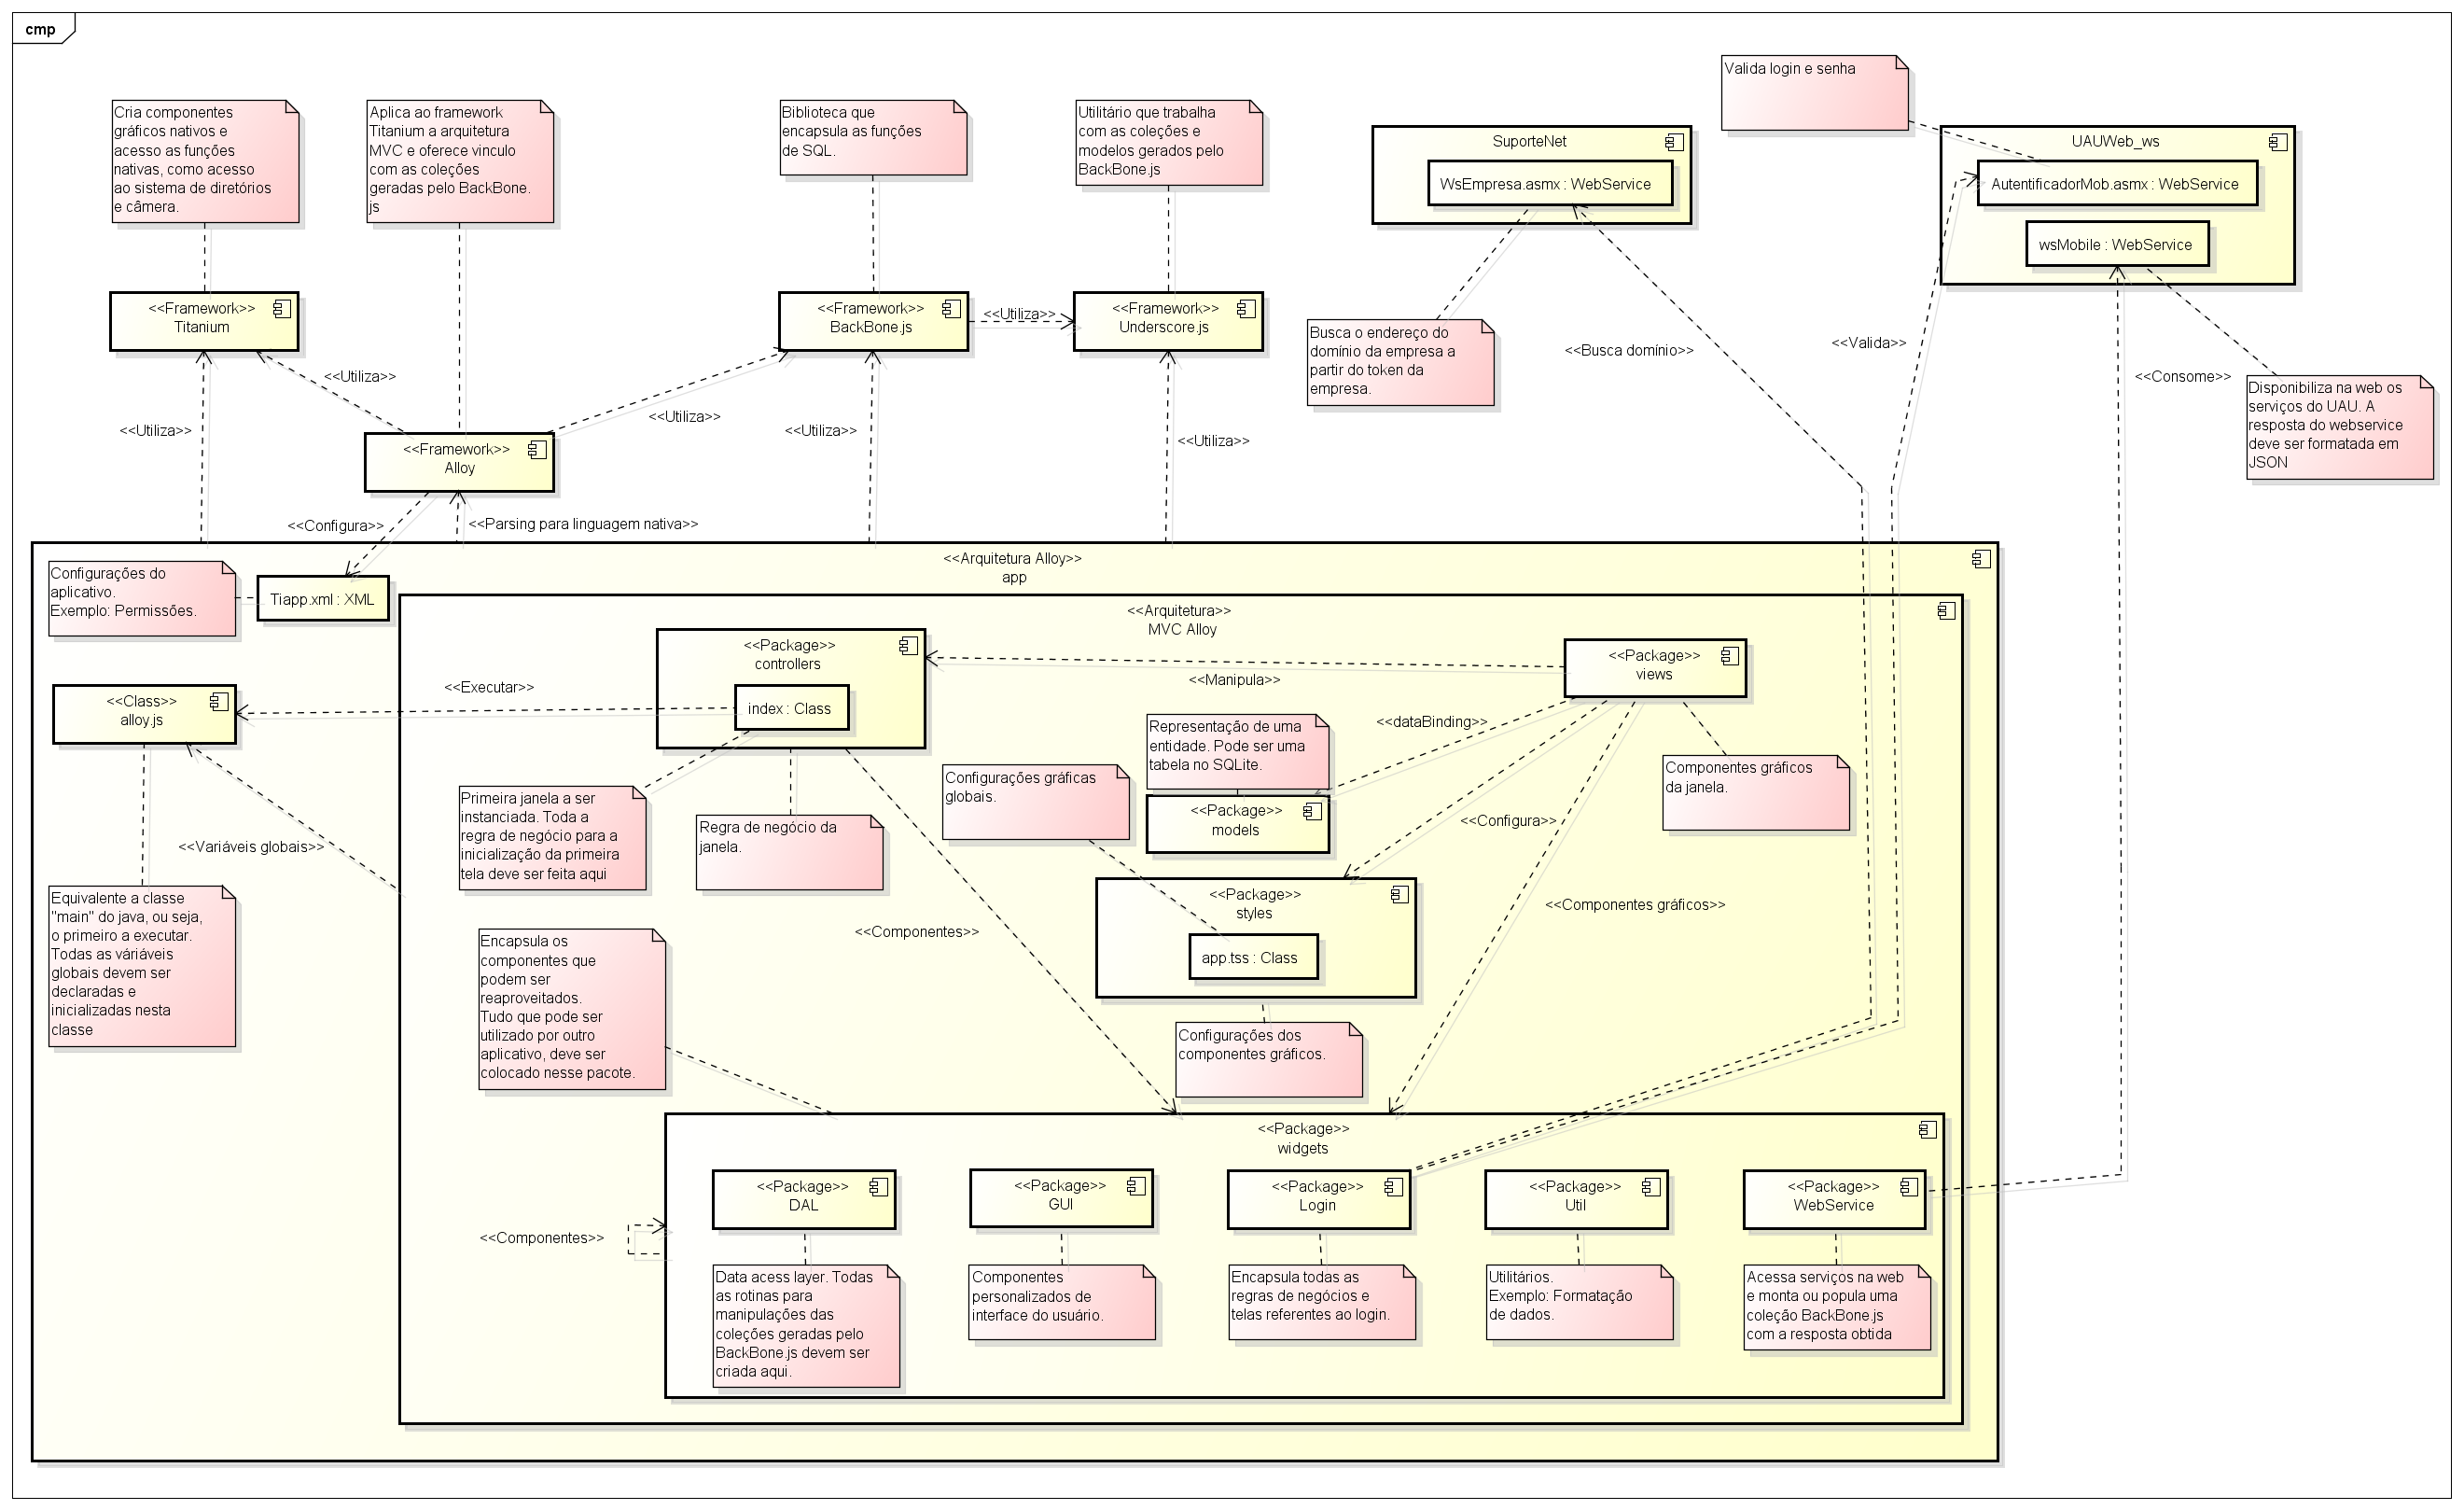 cmp
Valida login e senha
Cria componentes
gráficos nativos e
acesso as funções
nativas, como acesso
ao sistema de diretórios
e câmera.
Aplica ao framework
Titanium a arquitetura
MVC e oferece vinculo
com as coleções
geradas pelo BackBone.
js
Biblioteca que
encapsula as funções
de SQL.
Utilitário que trabalha
com as coleções e
modelos gerados pelo
BackBone.js
SuporteNet
WsEmpresa.asmx : WebService
UAUWeb_ws
AutentificadorMob.asmx : WebService
wsMobile : WebService
<<Framework>>
Titanium
<<Framework>>
BackBone.js
<<Utiliza>>
<<Framework>>
Underscore.js
Busca o endereço do
domínio da empresa a
partir do token da
empresa.
<<Busca domínio>>
<<Valida>>
<<Consome>>
Disponibiliza na web os
serviços do UAU. A
resposta do webservice
deve ser formatada em
JSON
<<Utiliza>>
<<Utiliza>>
<<Utiliza>>
<<Utiliza>>
<<Utiliza>>
<<Framework>>
Alloy
<<Configura>>
<<Parsing para linguagem nativa>>
<<Arquitetura Alloy>>
app
Configurações do
aplicativo.
Exemplo: Permissões.
Tiapp.xml : XML
<<Arquitetura>>
MVC Alloy
<<Package>>
controllers
index : Class
<<Package>>
views
<<Manipula>>
<<Executar>>
<<Class>>
alloy.js
<<dataBinding>>
Representação de uma
entidade. Pode ser uma
tabela no SQLite.
Configurações gráficas
globais.
Componentes gráficos
da janela.
<<Package>>
models
Primeira janela a ser
instanciada. Toda a
regra de negócio para a
inicialização da primeira
tela deve ser feita aqui
Regra de negócio da
janela.
<<Configura>>
<<Variáveis globais>>
Equivalente a classe
"main" do java, ou seja,
o primeiro a executar.
Todas as váriáveis
globais devem ser
declaradas e
inicializadas nesta
classe
<<Package>>
styles
app.tss : Class
<<Componentes gráficos>>
<<Componentes>>
Encapsula os
componentes que
podem ser
reaproveitados.
Tudo que pode ser
utilizado por outro
aplicativo, deve ser
colocado nesse pacote.
Configurações dos
componentes gráficos.
<<Package>>
widgets
<<Componentes>>
<<Package>>
DAL
<<Package>>
GUI
<<Package>>
Login
<<Package>>
Util
<<Package>>
WebService
Data acess layer. Todas
as rotinas para
manipulações das
coleções geradas pelo
BackBone.js devem ser
criada aqui.
Componentes
personalizados de
interface do usuário.
Encapsula todas as
regras de negócios e
telas referentes ao login.
Utilitários.
Exemplo: Formatação
de dados.
Acessa serviços na web
e monta ou popula uma
coleção BackBone.js
com a resposta obtida